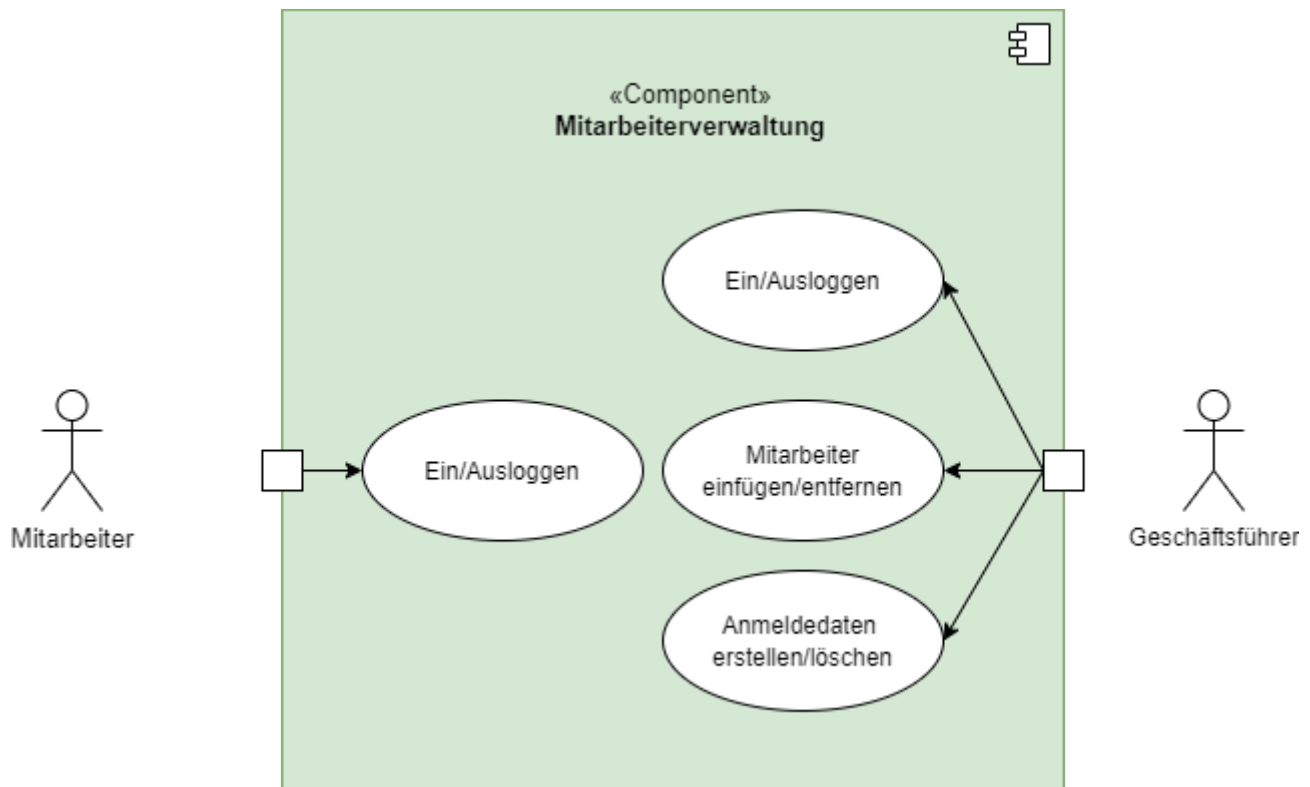 «Component»
Mitarbeiterverwaltung
Ein/Ausloggen
Ein/Ausloggen
Mitarbeiter
einfügen/entfernen
Mitarbeiter
Geschäftsführer
Anmeldedaten
erstellen/löschen